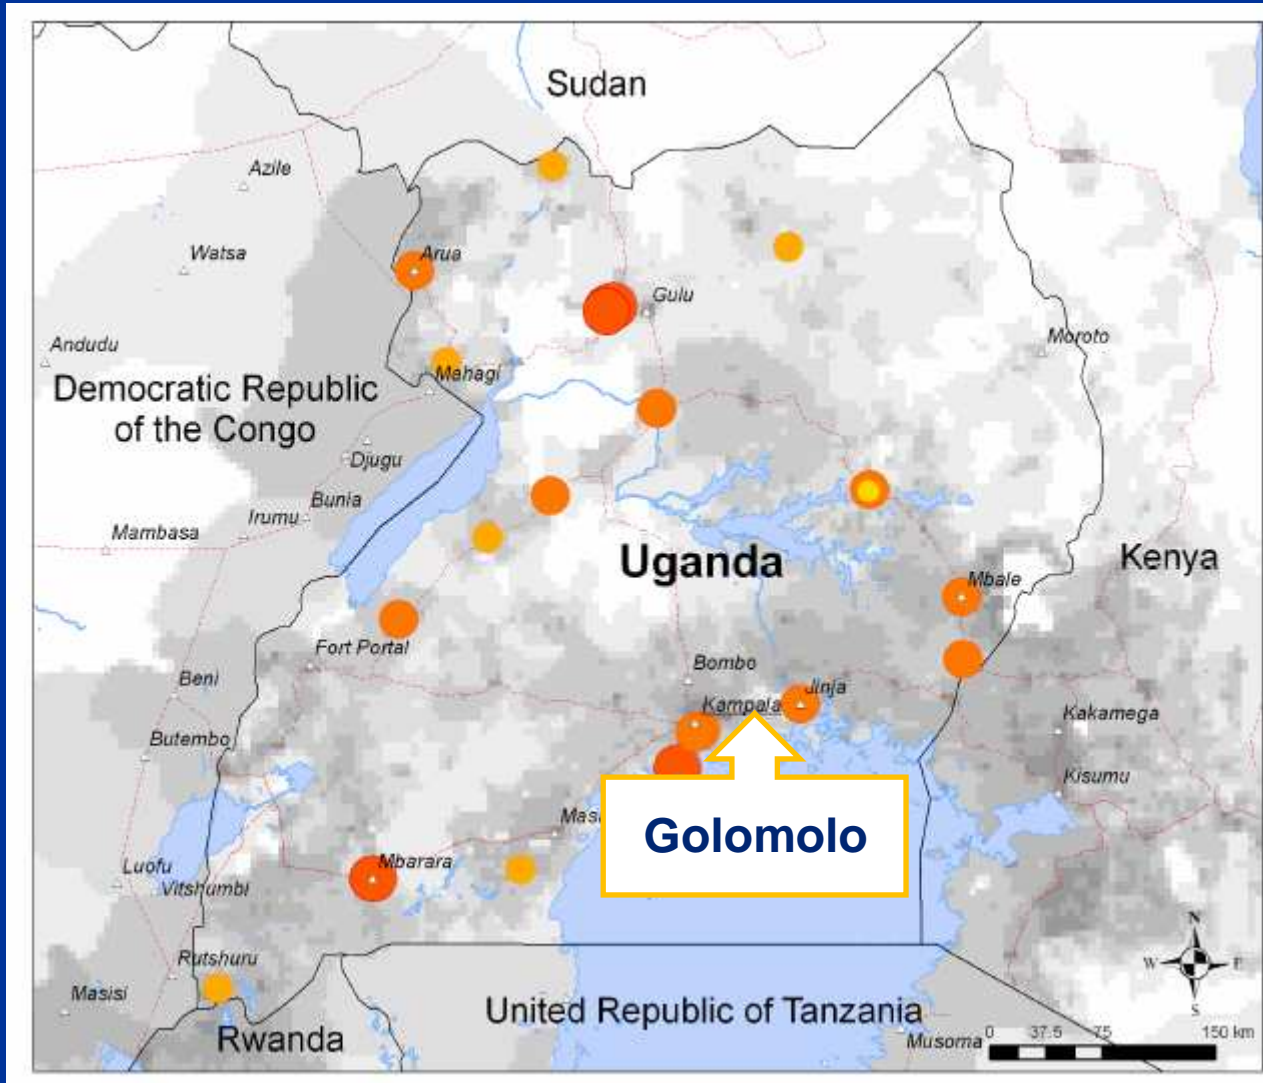 Sudan
Azile
Watsa
Arua
Gulu
Andudu
Moroto
Mahagi
Democratic Republic
of the Congo
Djugu
Bunia
Irumu
Mambasa
Uganda
Kenya
Mbale
Fort Portal
Bombo
Beni
Jinja
Kampala
Kakamega
Butembo
Kisumu
Golomolo
Mbarara
Luofu
Vitshumbi
N
W
E
S
Rutshuru
Masisi
United Republic of Tanzania
Rwanda
Musoma
0 37.5 75 150 km